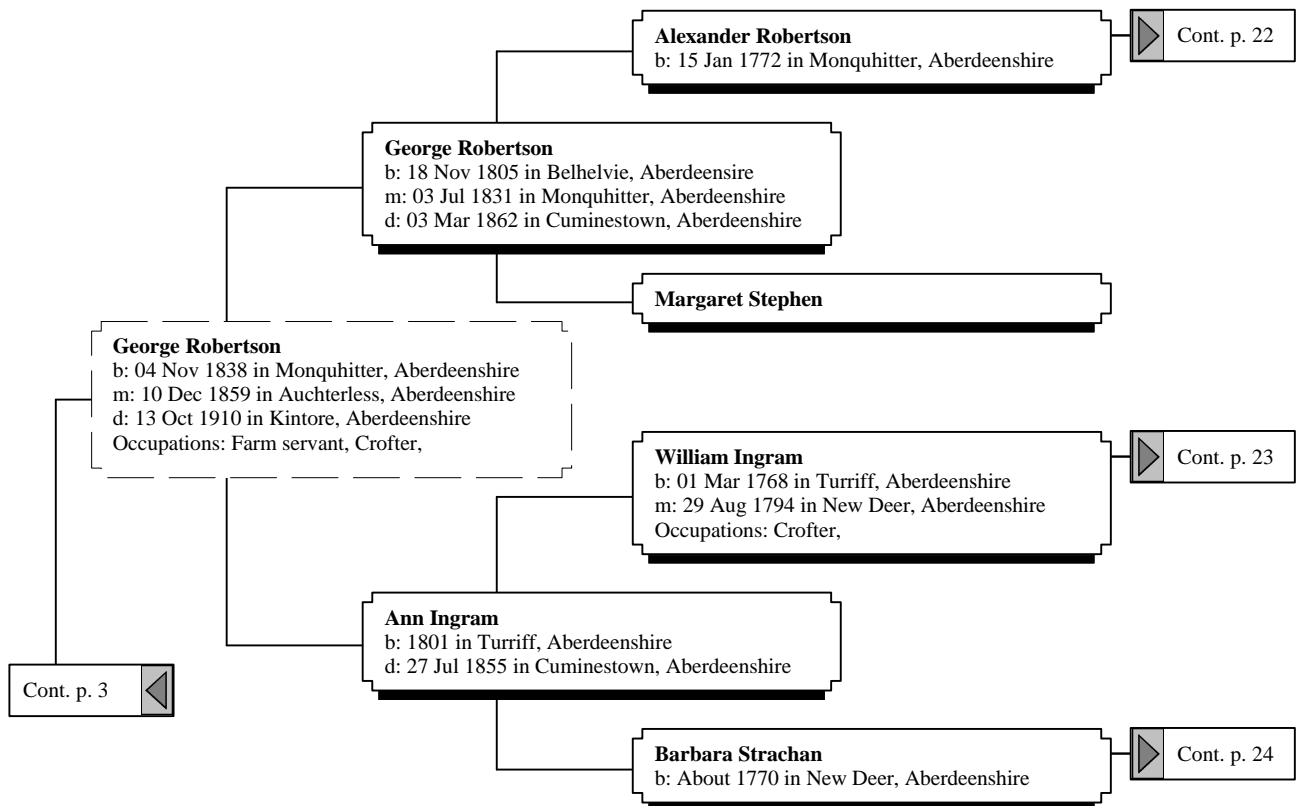 Alexander Robertson
b: 15 Jan 1772 in Monquhitter, Aberdeenshire
Cont. p. 22
George Robertson
b: 18 Nov 1805 in Belhelvie, Aberdeensire
m: 03 Jul 1831 in Monquhitter, Aberdeenshire
d: 03 Mar 1862 in Cuminestown, Aberdeenshire
Margaret Stephen
George Robertson
b: 04 Nov 1838 in Monquhitter, Aberdeenshire
m: 10 Dec 1859 in Auchterless, Aberdeenshire
d: 13 Oct 1910 in Kintore, Aberdeenshire
Occupations: Farm servant, Crofter,
William Ingram
b: 01 Mar 1768 in Turriff, Aberdeenshire
m: 29 Aug 1794 in New Deer, Aberdeenshire
Occupations: Crofter,
Cont. p. 23
Ann Ingram
b: 1801 in Turriff, Aberdeenshire
d: 27 Jul 1855 in Cuminestown, Aberdeenshire
Cont. p. 3
Barbara Strachan
b: About 1770 in New Deer, Aberdeenshire
Cont. p. 24